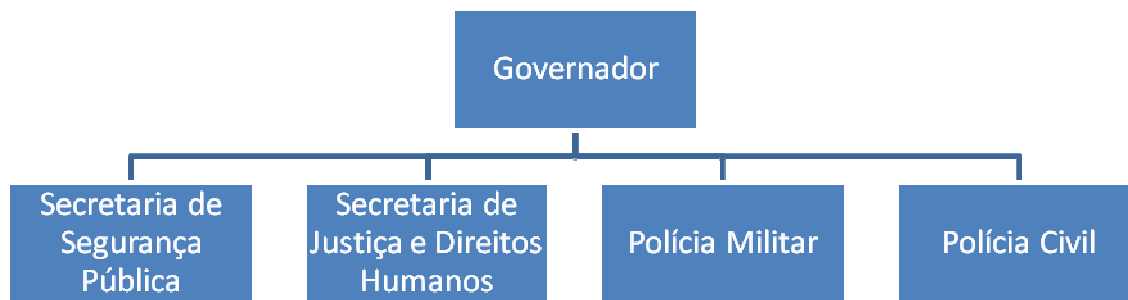 Governador
Secretaria de
Segurança
Pública
Secretaria de
Justiça e Direitos
Humanos
Polícia Militar
Polícia Civil